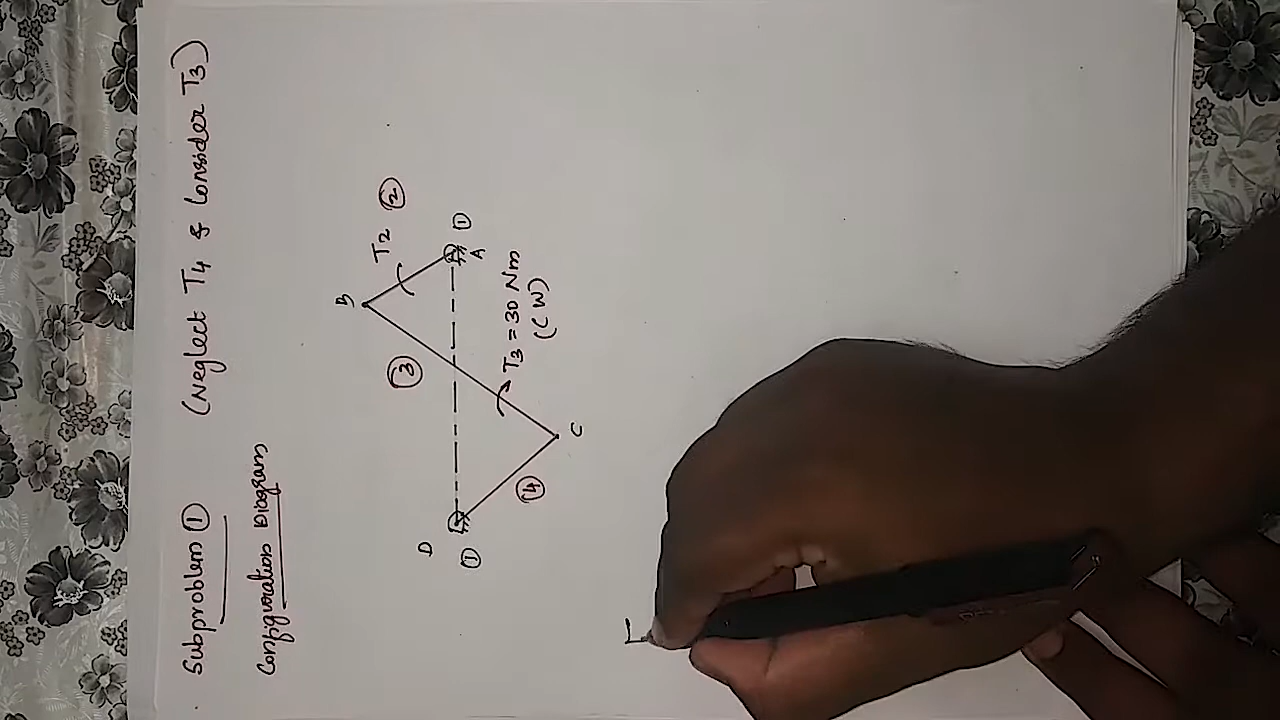 Subproblem ① (Neglect T4 & Consider T3)
Configuration Diagram
B
T2 ②
③
①
A
T3 = 30 Nm
(CW)
D
①
④
C